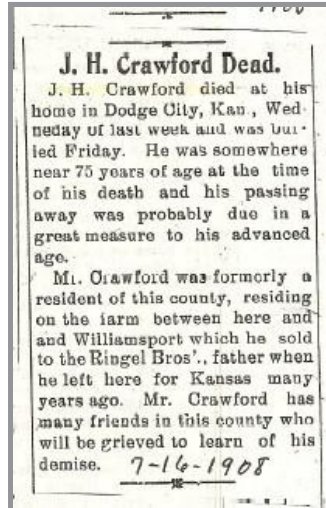 J. H. Crawford Dead.
J. H. Crawford died at his
home in Dodge City, Kan., Wed-
neday of last week and was bur-
ied Friday. He was somewhere
near 75 years of age at the time
of his death and his passing
away was probably due in a
great measure to his advanced
age.
Mr. Crawford was formerly a
resident of this county, residing
on the farm between here and
and Williamsport which he sold
to the Ringel Bros'., father when
he left here for Kansas many
years ago. Mr. Crawford has
many friends in this county who
will be grieved to learn of his
demise. 7-16-1908